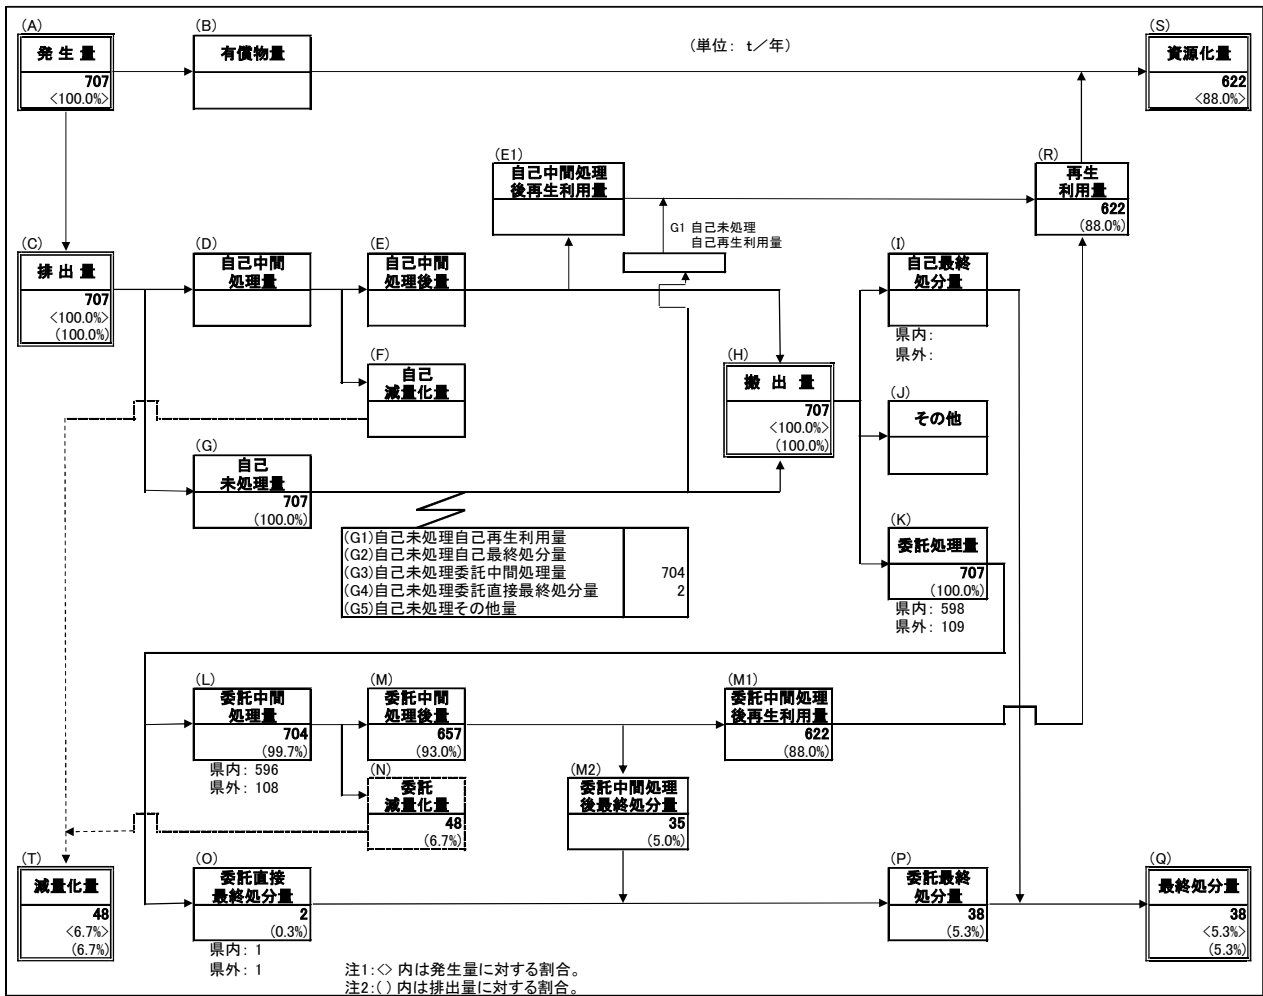 (A)
発 生 量
707
<100.0%>
(B)
有償物量
(単位: t/年)
(S)
資源化量
622
<88.0%>
(E1)
自己中間処理
後再生利用量
(R)
再生
利用量
622
(88.0%)
G1 自己未処理
自己再生利用量
(C)
排 出 量
707
<100.0%>
(100.0%)
(D)
自己中間
処理量
(E)
自己中間
処理後量
(I)
自己最終
処分量
県内:
県外:
(F)
自己
減量化量
(H)
搬 出 量
707
<100.0%>
(100.0%)
(J)
その他
(G)
自己
未処理量
707
(100.0%)
(G1)自己未処理自己再生利用量
(G2)自己未処理自己最終処分量
(G3)自己未処理委託中間処理量 704
(G4)自己未処理委託直接最終処分量 2
(G5)自己未処理その他量
(K)
委託処理量
707
(100.0%)
県内: 598
県外: 109
(L)
委託中間
処理量
704
(99.7%)
県内: 596
県外: 108
(M)
委託中間
処理後量
657
(93.0%)
(M1)
委託中間処理
後再生利用量
622
(88.0%)
(N)
委託
減量化量
48
(6.7%)
(M2)
委託中間処理
後最終処分量
35
(5.0%)
(T)
減量化量
48
<6.7%>
(6.7%)
(O)
委託直接
最終処分量
2
(0.3%)
県内: 1
県外: 1
(P)
委託最終
処分量
38
(5.3%)
(Q)
最終処分量
38
<5.3%>
(5.3%)
注1:<> 内は発生量に対する割合。
注2:( ) 内は排出量に対する割合。